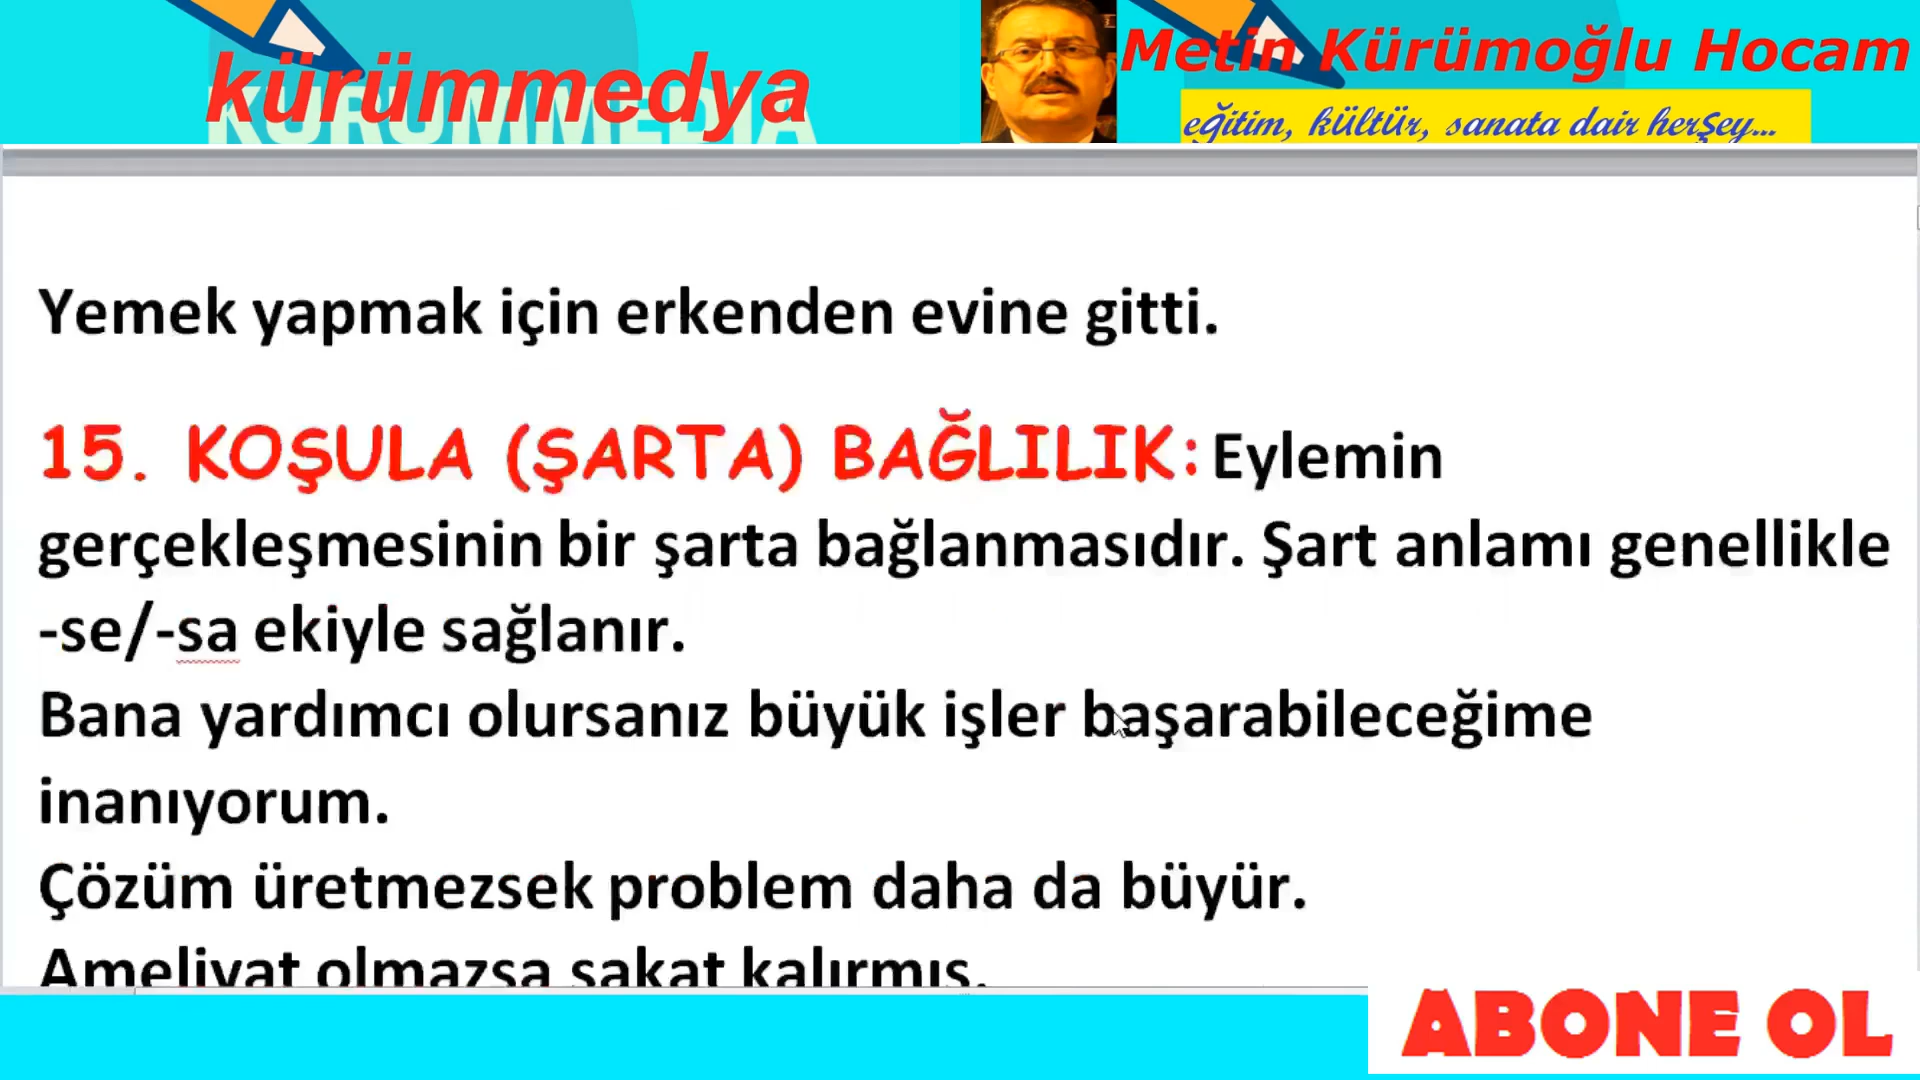 kürümmedya
KÜRÜMMEDIA
Metin Kürümoğlu Hocam
eğitim, kültür, sanata dair herşey...
Yemek yapmak için erkenden evine gitti.
15. KOŞULA (ŞARTA) BAĞLILIK: Eylemin
gerçekleşmesinin bir şarta bağlanmasıdır. Şart anlamı genellikle
-se/-sa ekiyle sağlanır.
Bana yardımcı olursanız büyük işler başarabileceğime
inanıyorum.
Çözüm üretmezsek problem daha da büyür.
Ameliyat olmazsa sakat kalırmış.
ABONE OL